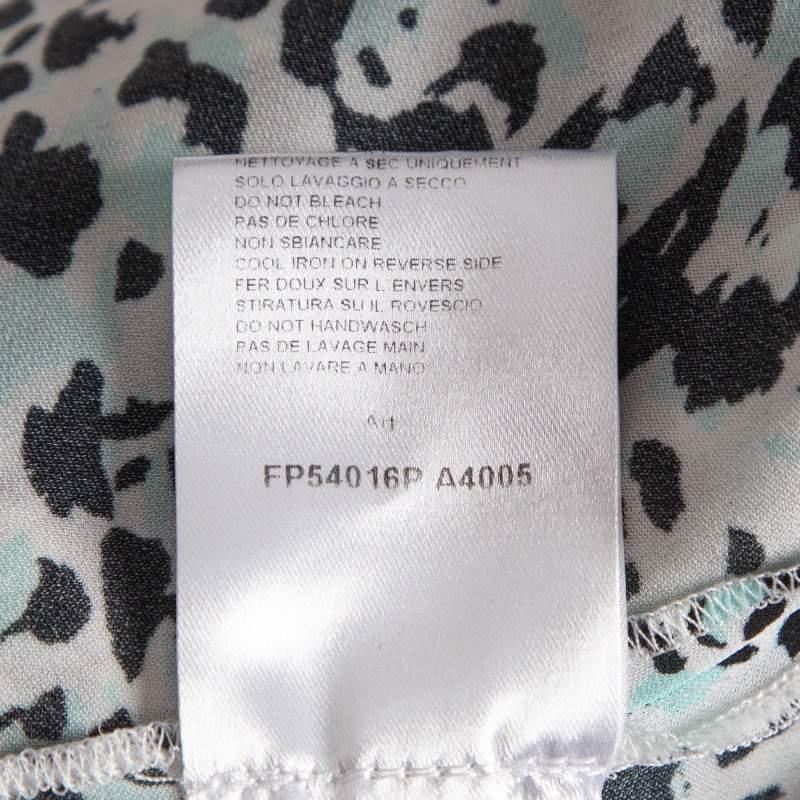 NETTOYAGE A SEC UNIQUEMENT
SOLO LAVAGGIO A SECCO
DO NOT BLEACH
PAS DE CHLORE
NON SBIANCARE
COOL IRON ON REVERSE SIDE
FER DOUX SUR L ENVERS
STIRATURA SU IL ROVESCIO
DO NOT HANDWASCH
PAS DE LAVAGE MAIN
NON LAVARE A MANO
Art
FP54016P A4005